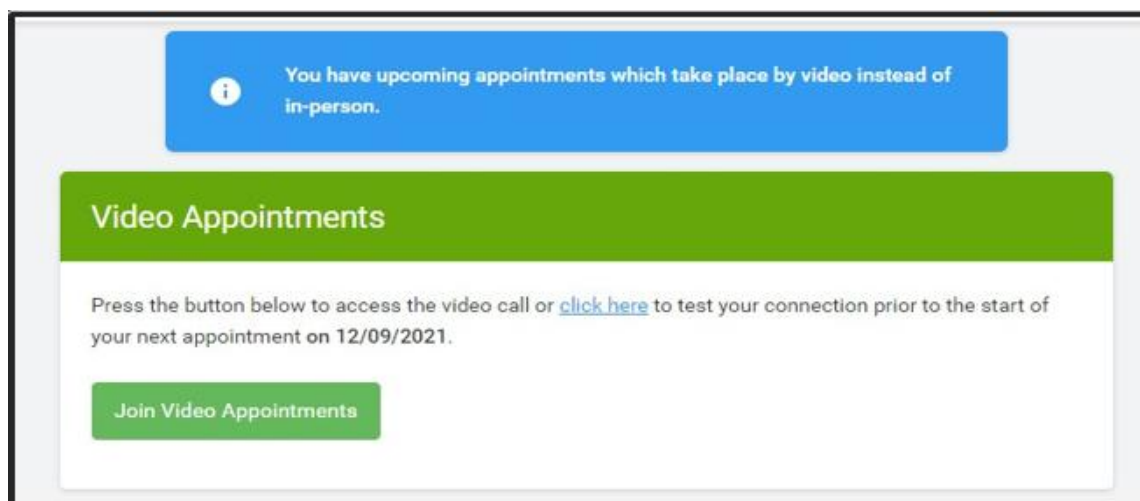 You have upcoming appointments which take place by video instead of
in-person.
Video Appointments
Press the button below to access the video call or click here to test your connection prior to the start of
your next appointment on 12/09/2021.
Join Video Appointments